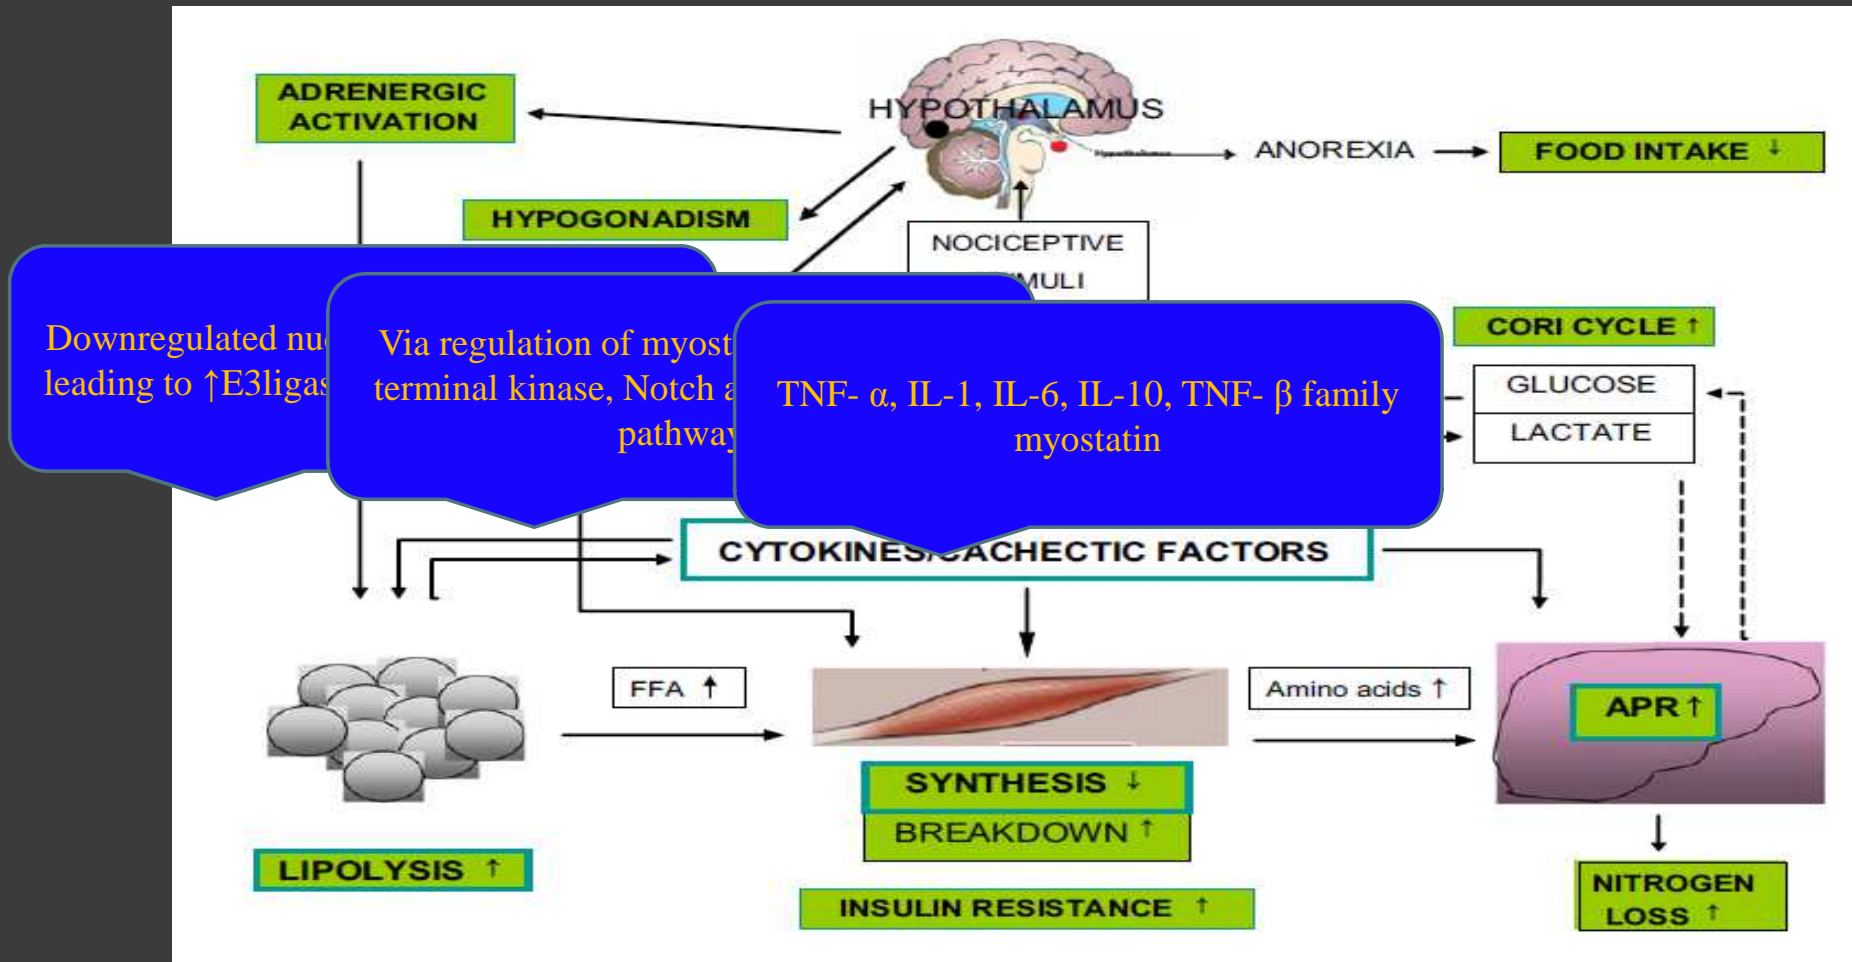 ADRENERGIC
ACTIVATION
HYPOTHALAMUS
Hypothalamus
ANOREXIA
FOOD INTAKE ↓
HYPOGONADISM
NOCICEPTIVE
Downregulated
leading to ↑E3ligas
Via regulation of myost
terminal kinase, Notch
pathway
TNF- α, IL-1, IL-6, IL-10, TNF- β family
myostatin
CORI CYCLE ↑
GLUCOSE
LACTATE
CYTOKINES/CACHECTIC FACTORS
FFA ↑
Amino acids ↑
APR ↑
SYNTHESIS ↓
BREAKDOWN ↑
LIPOLYSIS ↑
INSULIN RESISTANCE ↑
NITROGEN
LOSS ↑